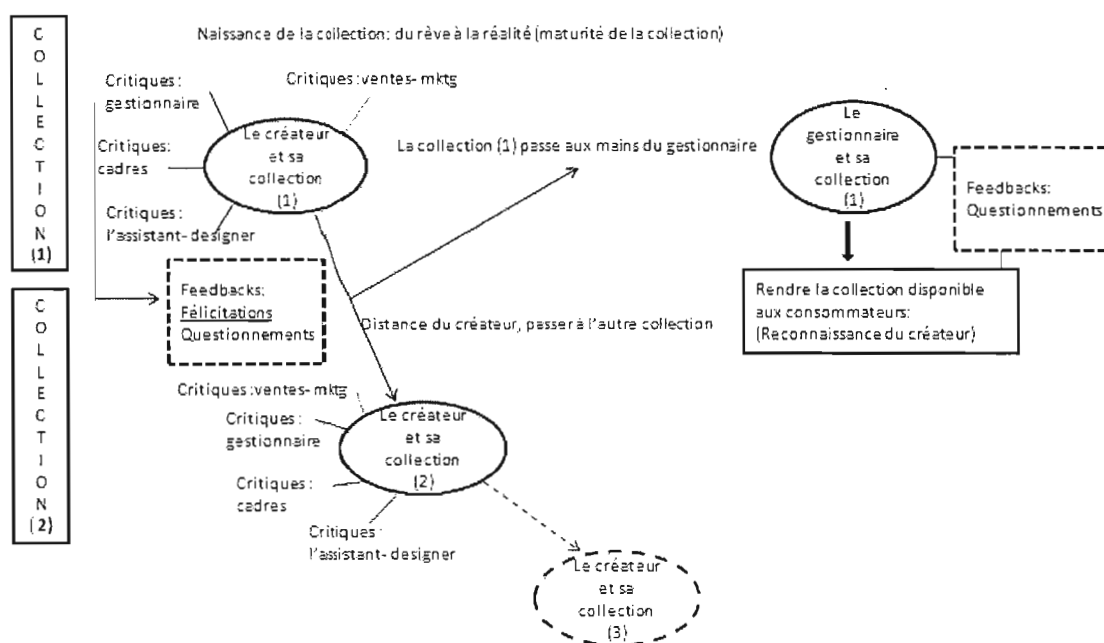 COLLECTION
(1)
Naissance de la collection: du rêve à la réalité (maturité de la collection)
Critiques :
gestionnaire
Critiques :ventes- mktg
Critiques:
cadres
Critiques :
l'assistant- designer
Le créateur
et sa
collection
(1)
La collection (1) passe aux mains du gestionnaire
Le
gestionnaire
et sa
collection
(1)
Feedbacks:
Questionnements
Feedbacks:
Félicitations
Questionnements
Distance du créateur, passer à l'autre collection
Rendre la collection disponible
aux consommateurs:
(Reconnaissance du créateur)
COLLECTION
(2)
Critiques :ventes- mktg
Critiques :
gestionnaire
Critiques :
cadres
Critiques :
l'assistant- designer
Le créateur
et sa
collection
(2)
Le créateur
et sa
collection
(3)